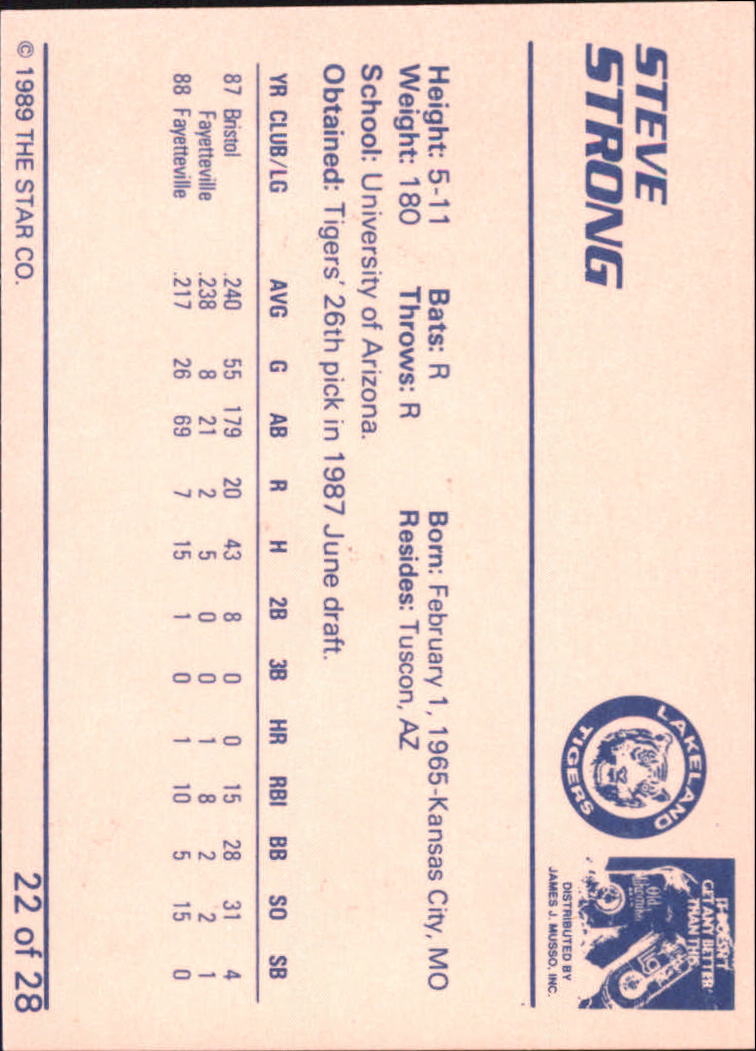 STEVE
STRONG
LAKELAND
TIGERS
IT DOESN'T
GET ANY BETTER
THAN THIS.
Old
DISTRIBUTED BY
JAMES J. MUSSO, INC.
Height: 5-11 Bats: R Born: February 1, 1965-Kansas City, MO
Weight: 180 Throws: R Resides: Tuscon, AZ
School: University of Arizona.
Obtained: Tigers' 26th pick in 1987 June draft.
YR CLUB/LG AVG G AB R H 2B 3B HR RBI BB SO SB
87 Bristol .240 55 179 20 43 8 0 0 15 28 31 4
Fayetteville .238 8 21 2 5 0 0 1 8 2 2 1
88 Fayetteville .217 26 69 7 15 1 0 1 10 5 15 0
© 1989 THE STAR CO. 22 of 28